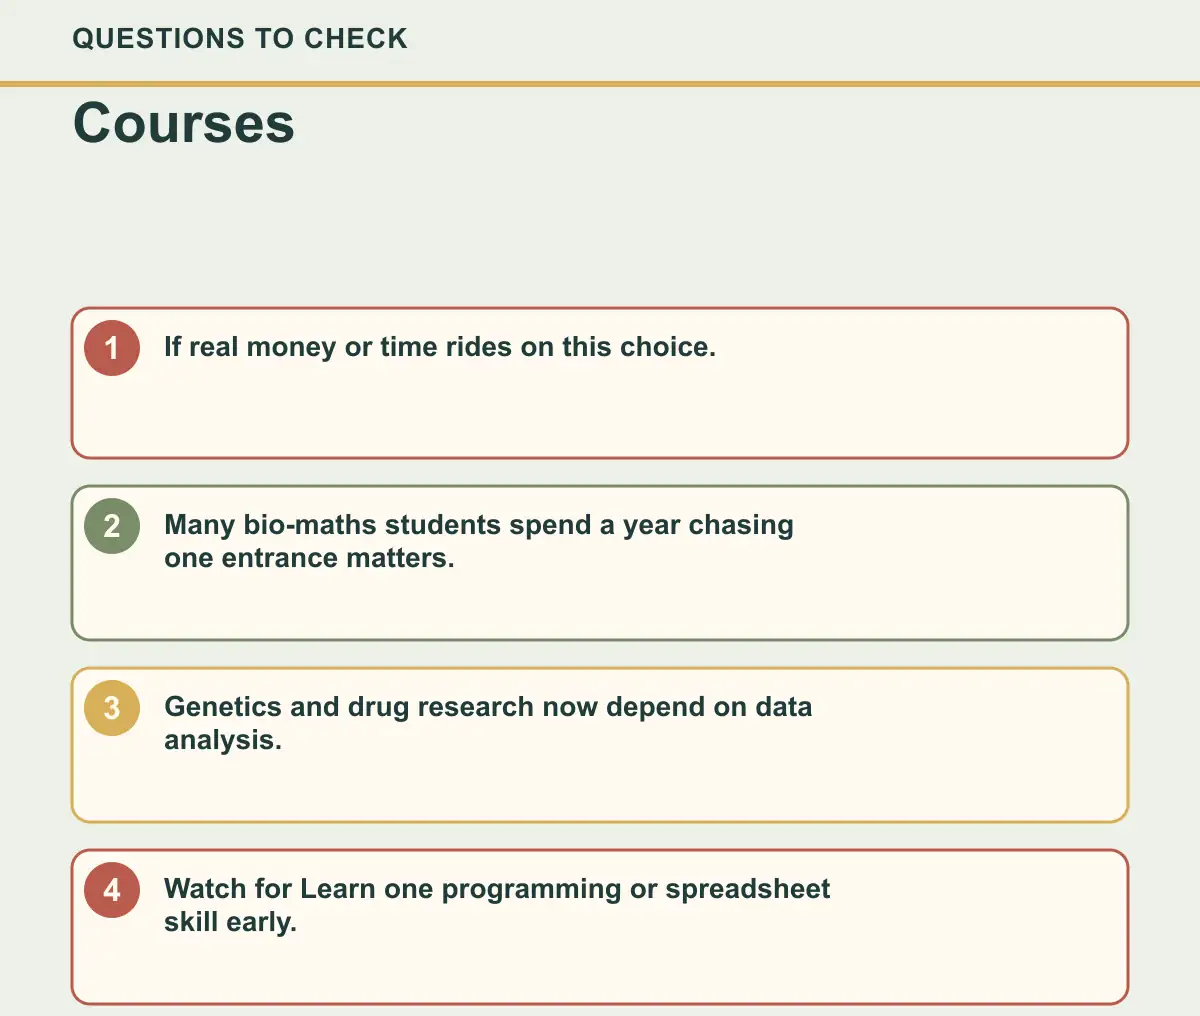 QUESTIONS TO CHECK
Courses
1
If real money or time rides on this choice.
2
Many bio-maths students spend a year chasing
one entrance matters.
3
Genetics and drug research now depend on data
analysis.
4
Watch for Learn one programming or spreadsheet
skill early.